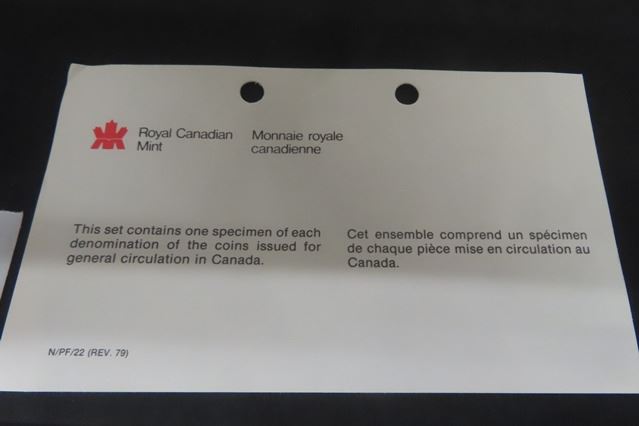 Royal Canadian
Mint
Monnaie royale
canadienne
This set contains one specimen of each
denomination of the coins issued for
general circulation in Canada.
Cet ensemble comprend un spécimen
de chaque pièce mise en circulation au
Canada.
N/PF/22 (REV. 79)